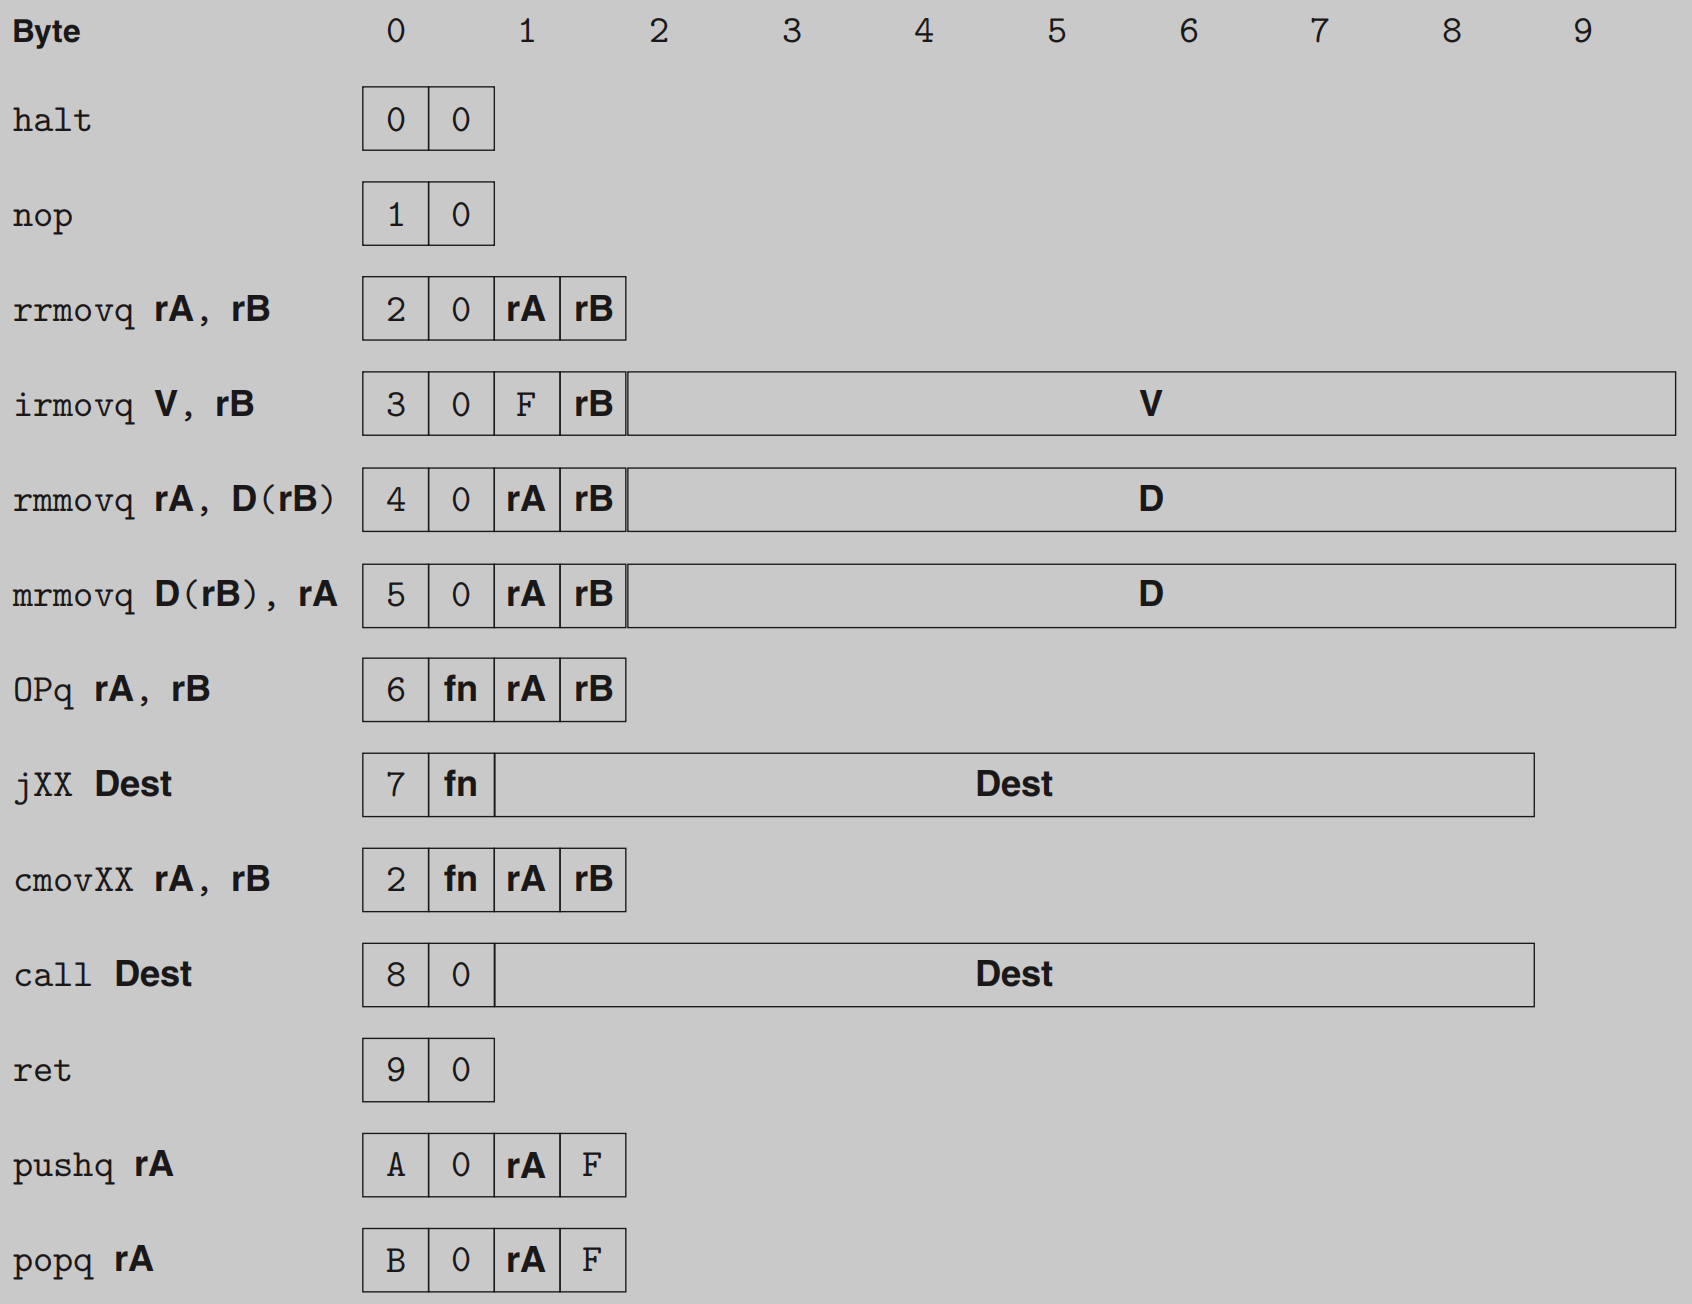 Byte 0 1 2 3 4 5 6 7 8 9
halt 0 0
nop 1 0
rrmovq rA, rB 2 0 rA rB
irmovq V, rB 3 0 F rB V
rmmovq rA, D(rB) 4 0 rA rB D
mrmovq D(rB), rA 5 0 rA rB D
OPq rA, rB 6 fn rA rB
jXX Dest 7 fn Dest
cmovXX rA, rB 2 fn rA rB
call Dest 8 0 Dest
ret 9 0
pushq rA A 0 rA F
popq rA B 0 rA F